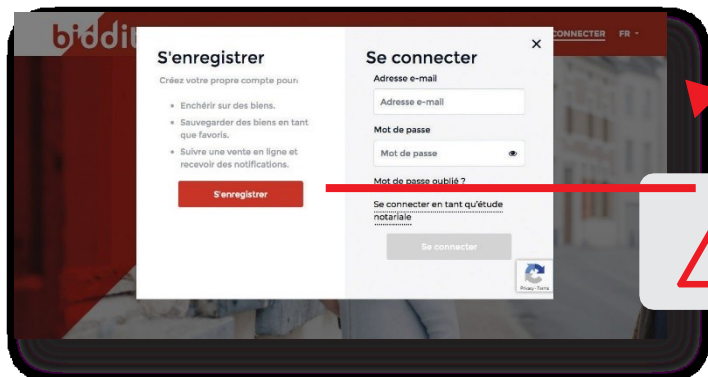 biddit
CONNECTER FR
S'enregistrer
Créez votre propre compte pour:
Enchérir sur des biens.
Sauvegarder des biens en tant
que favoris.
Suivre une vente en ligne et
recevoir des notifications.
S'enregistrer
Se connecter
×
Adresse e-mail
Adresse e-mail
Mot de passe
Mot de passe
Mot de passe oublié ?
Se connecter en tant qu'étude
notariale
Se connecter
Privacy - Terms